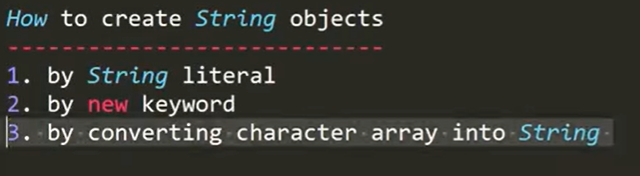 How to create String objects
----------------------------
1. by String literal
2. by new keyword
3. by converting character array into String